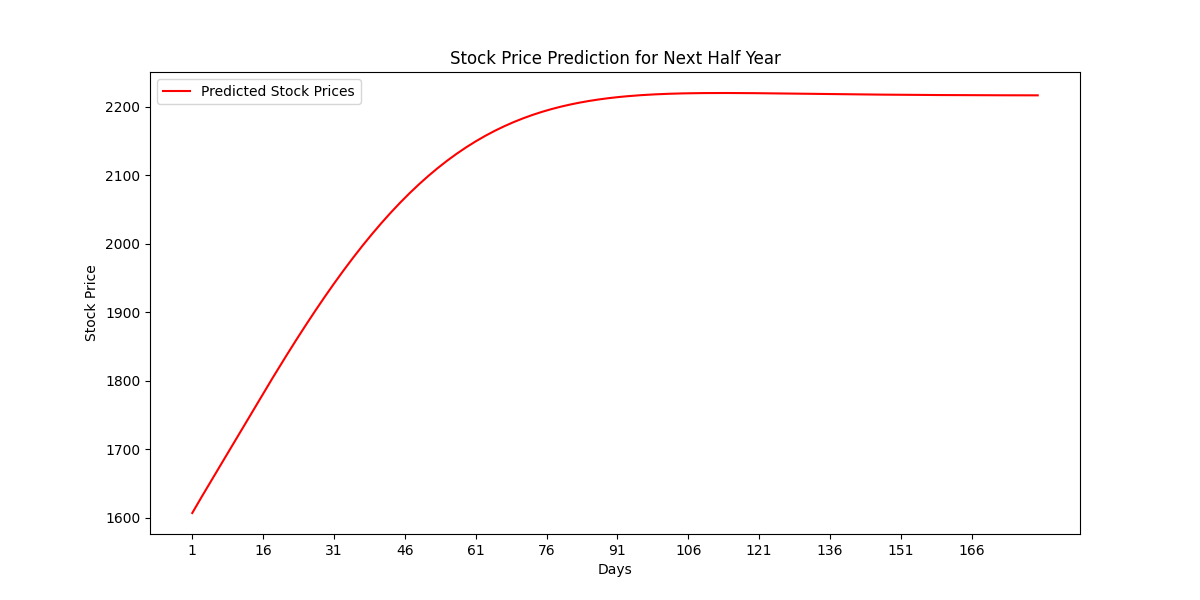 Stock Price Prediction for Next Half Year
Predicted Stock Prices
2200
2100
2000
1900
1800
1700
1600
Stock Price
1 16 31 46 61 76 91 106 121 136 151 166
Days